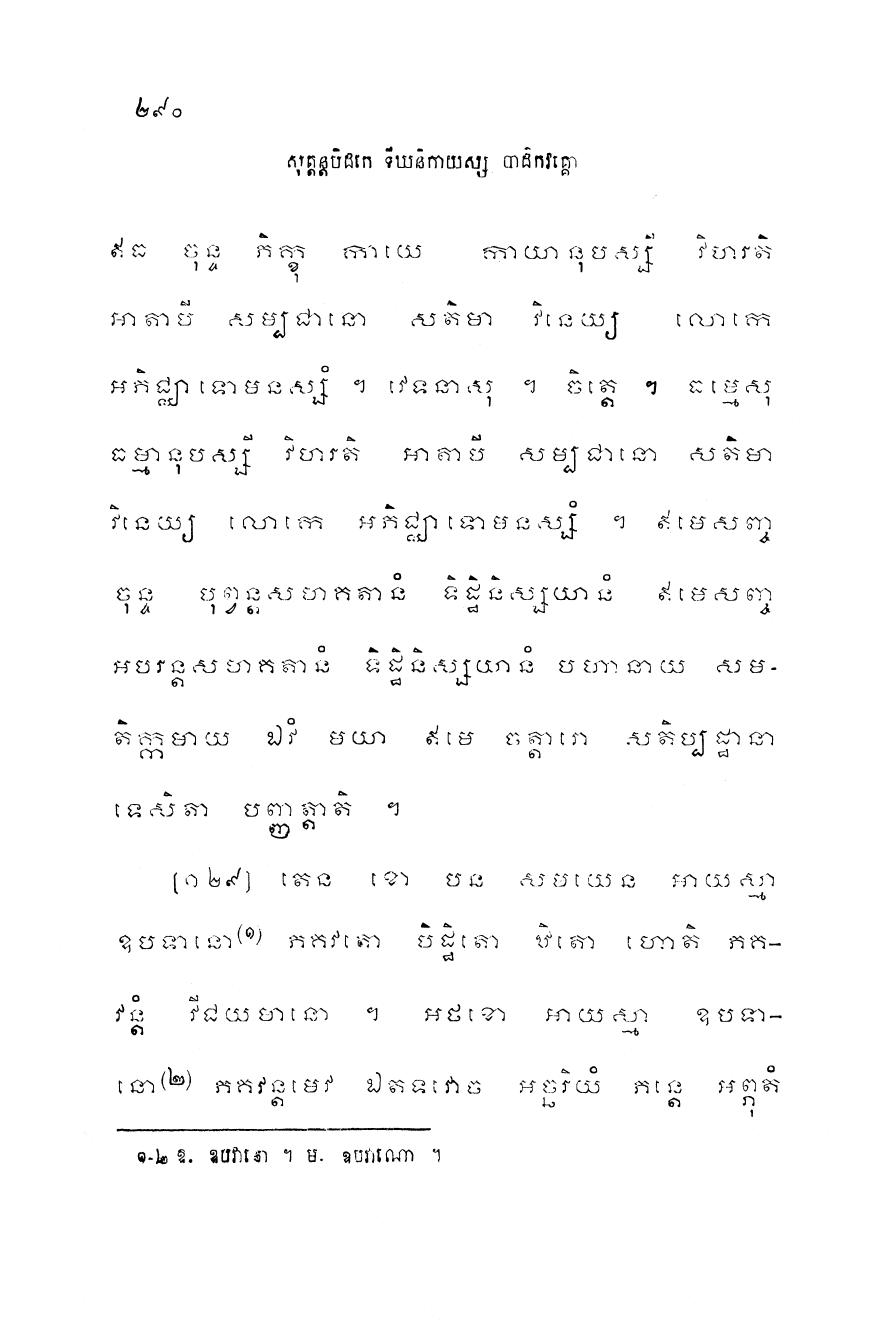 ២៩០
សុត្តន្តបិដកេ ទីឃនិកាយស្ស បាដិកវគ្គោ
ឥធ ចុន្ទ ភិក្ខុ កាយេ កាយានុបស្សី វិហរតិ
អាតាបី សម្បជានោ សតិមា វិនេយ្យ លោកេ
អភិជ្ឈាទោមនស្សំ ។ វេទនាសុ ។ ចិត្តេ ។ ធម្មេសុ
ធម្មានុបស្សី វិហរតិ អាតាបី សម្បជានោ សតិមា
វិនេយ្យ លោកេ អភិជ្ឈាទោមនស្សំ ។ ឥមេសញ្ច
ចុន្ទ បុព្វន្តសហគតានំ ទិដ្ឋិនិស្សយានំ ឥមេសញ្ច
អបរន្តសហគតានំ ទិដ្ឋិនិស្សយានំ បហានាយ សម-
តិក្កមាយ ឯវំ មយា ឥមេ ចត្តារោ សតិប្បដ្ឋានា
ទេសិតា បញ្ញត្តាតិ ។
[១២៩] តេន ខោ បន សមយេន អាយស្មា
ឧបទានោ(១) ភគវតោ បិដ្ឋិតោ ឋិតោ ហោតិ ភគ-
វន្តំ វីជយមានោ ។ អថខោ អាយស្មា ឧបទា-
នោ(២) ភគវន្តមេវ ឯតទវោច អច្ឆរិយំ ភន្តេ អព្ភុតំ
១-២ ឱ. ឧបវានោ ។ ម. ឧបវាណោ ។